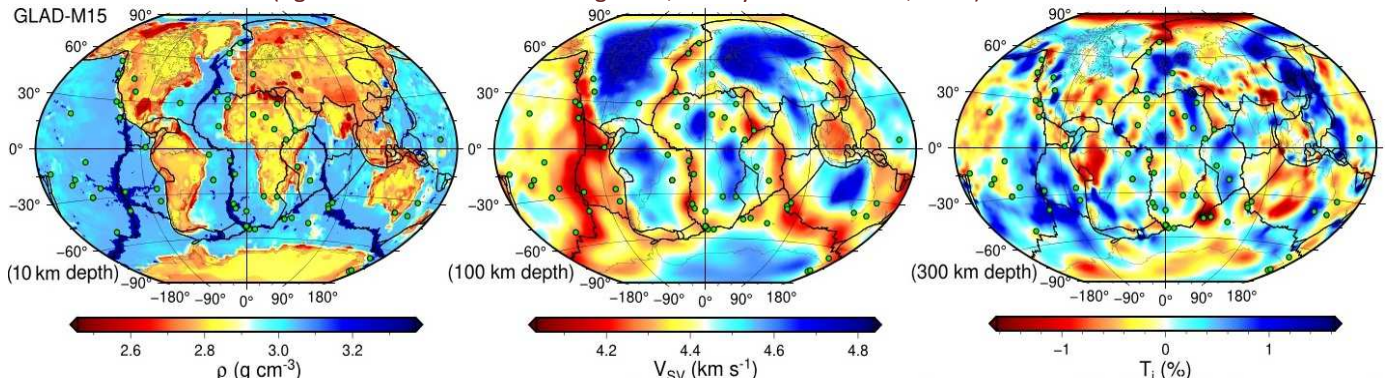 GLAD-M15
90° 90° 90°
60° 60° 60°
30° 30° 30°
0° 0° 0°
−30° −30° −30°
−60° −60° −60°
(10 km depth) −90° (100 km depth) −90° (300 km depth) −90°
−180° −90° 0° 90° 180° −180° −90° 0° 90° 180° −180° −90° 0° 90° 180°
2.6 2.8 3.0 3.2 4.2 4.4 4.6 4.8 −1 0 1
ρ (g cm⁻³) V_SV (km s⁻¹) T_i (%)